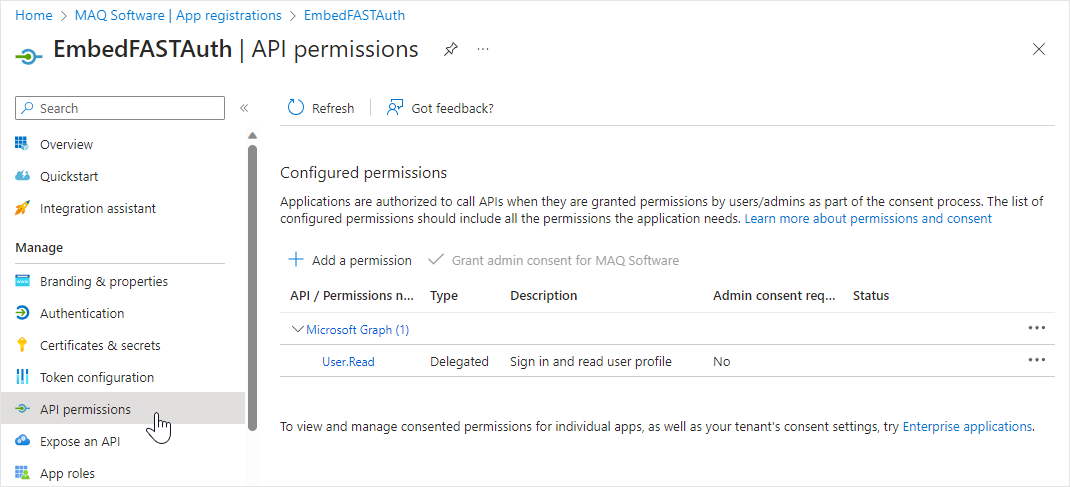 Home > MAQ Software | App registrations > EmbedFASTAuth
EmbedFASTAuth | API permissions
Search
Overview
Quickstart
Integration assistant
Manage
Branding & properties
Authentication
Certificates & secrets
Token configuration
API permissions
Expose an API
App roles
Refresh
Got feedback?
Configured permissions
Applications are authorized to call APIs when they are granted permissions by users/admins as part of the consent process. The list of
configured permissions should include all the permissions the application needs. Learn more about permissions and consent
Add a permission
Grant admin consent for MAQ Software
API / Permissions n... Type Description Admin consent req... Status
Microsoft Graph (1)
User.Read Delegated Sign in and read user profile No
To view and manage consented permissions for individual apps, as well as your tenant's consent settings, try Enterprise applications.